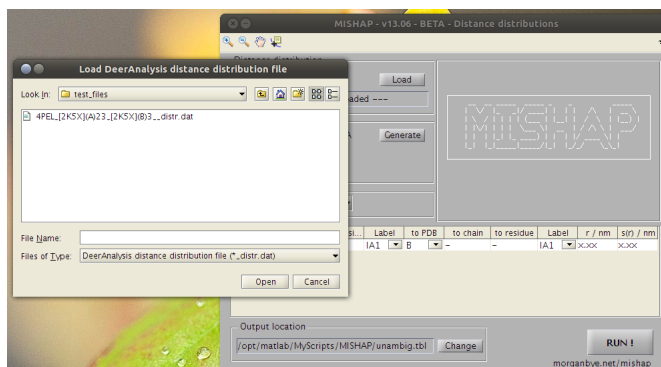 MISHAP - v13.06 - BETA - Distance distributions
Load DeerAnalysis distance distribution file
Look In:
test_files
4PEL_[2K5X](A)23_[2K5X](B)3__distr.dat
File Name:
Files of Type:
DeerAnalysis distance distribution file (*_distr.dat)
Open
Cancel
Load
aded ---
Generate
MISHAP
Label to PDB to chain to residue Label r / nm s(r) / nm
IA1 B - - IA1 x.xx x.xx
Output location
/opt/matlab/MyScripts/MISHAP/unambig.tbl
Change
RUN !
morganbye.net/mishap